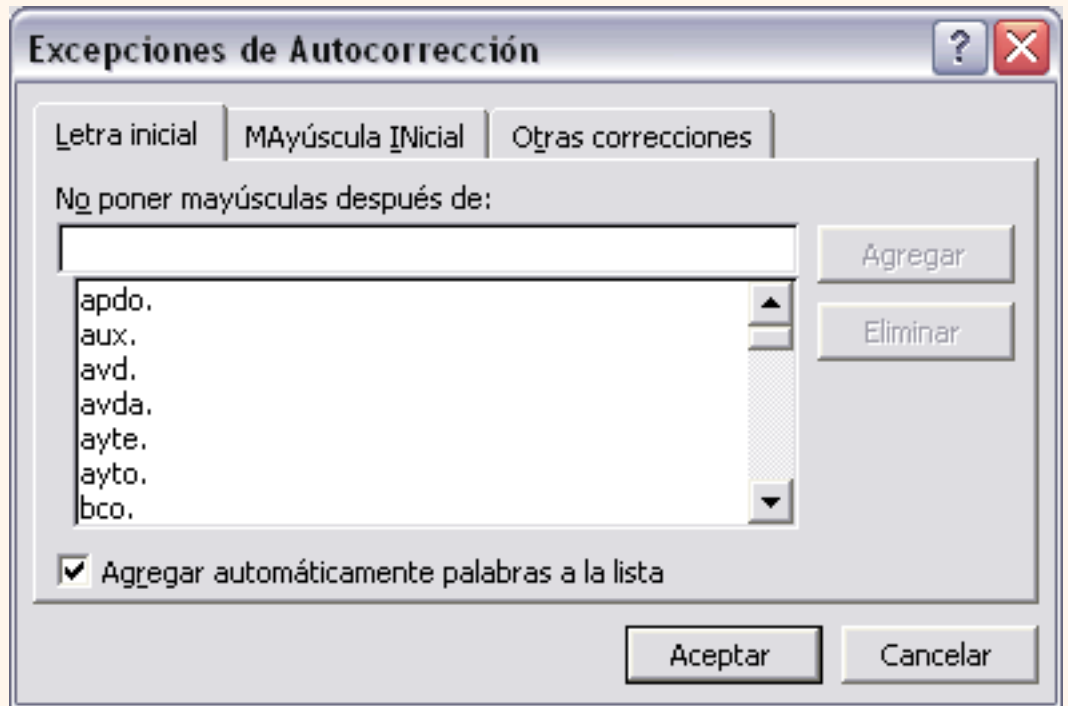 Excepciones de Autocorrección
?
Letra inicial
MAyúscula INicial
Otras correcciones
No poner mayúsculas después de:
Agregar
apdo.
aux.
avd.
avda.
ayte.
ayto.
bco.
Eliminar
Agregar automáticamente palabras a la lista
Aceptar
Cancelar